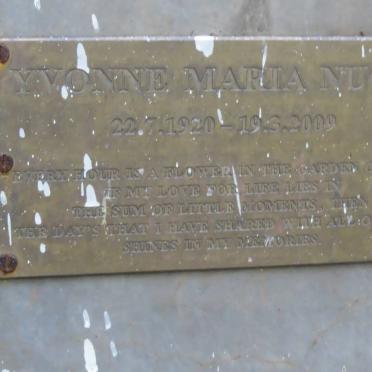 YVONNE MARIA NU
22.7.1920 – 19.3.2009
EVERY HOUR IS A FLOWER IN THE GARDEN
IF MY LOVE FOR LIFE LIES IN
THE SUM OF LITTLE MOMENTS, THEN
THE DAYS THAT I HAVE SHARED WITH ALL O
SHINES IN MY MEMORIES.